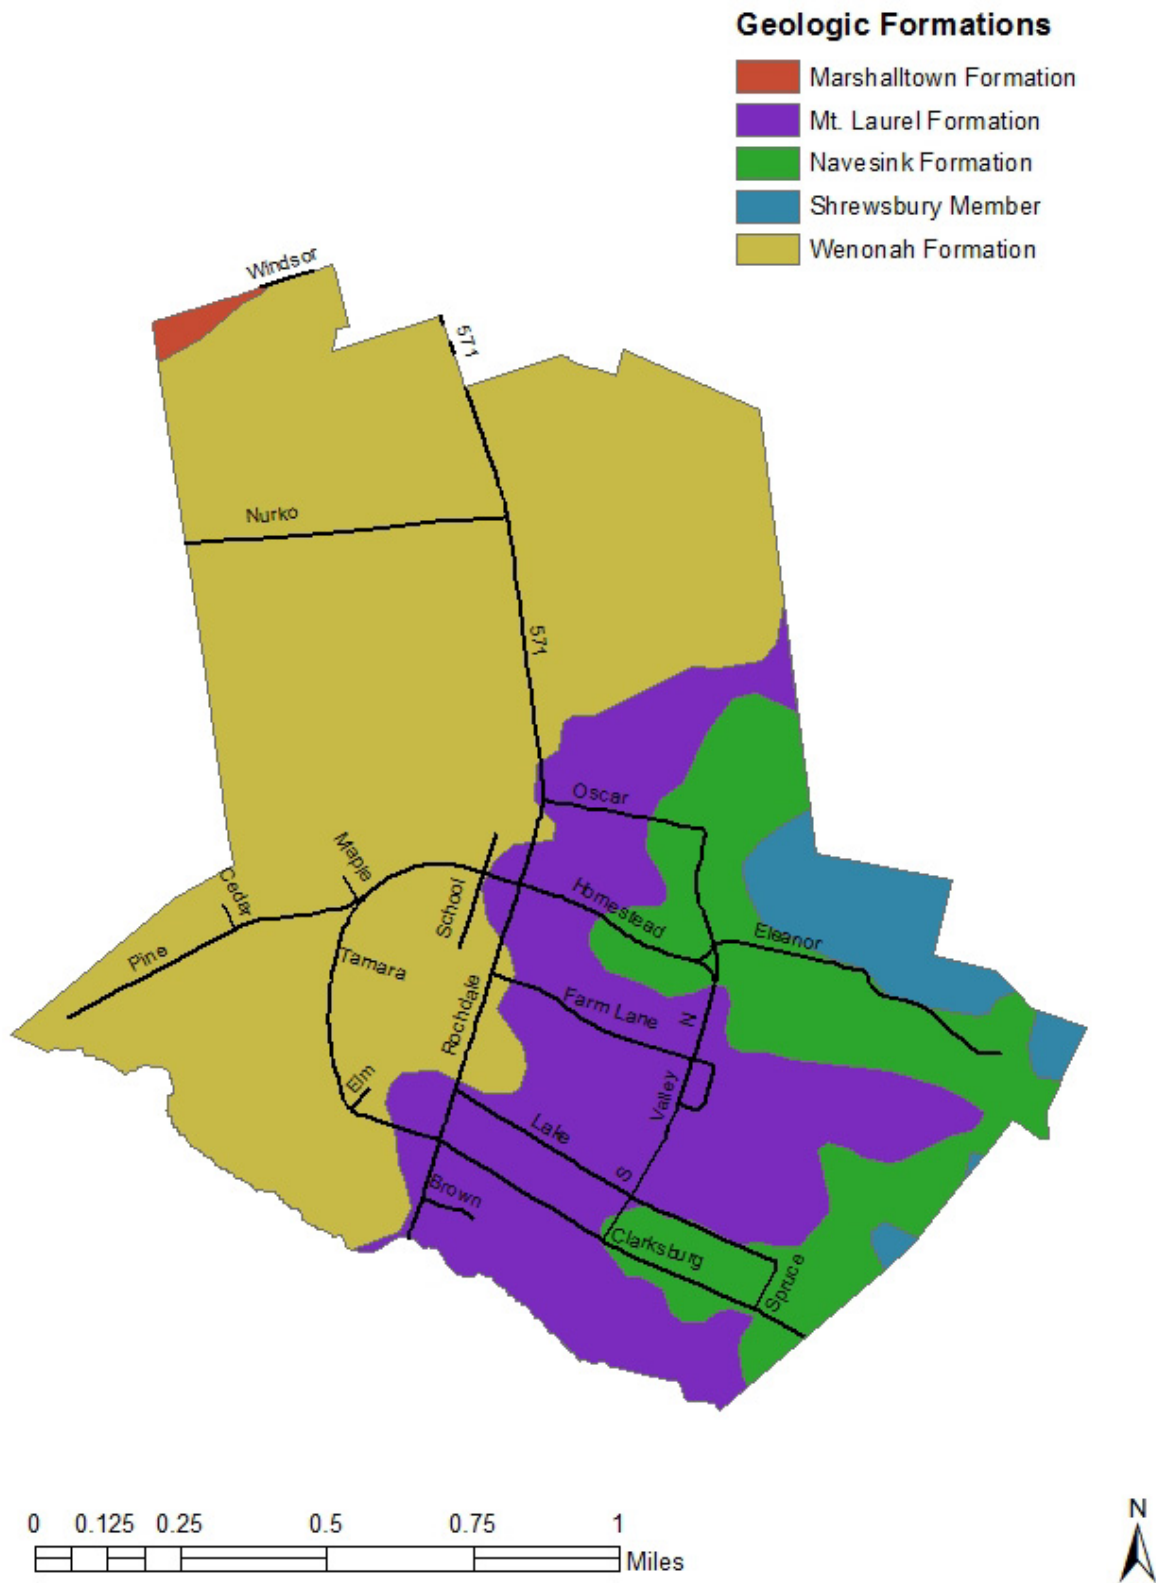 Geologic Formations
Marshalltown Formation
Mt. Laurel Formation
Navesink Formation
Shrewsbury Member
Wenonah Formation
Windsor
571
Nurko
571
Oscar
Maple
Cedar
School
Homestead
Eleanor
Pine
Tamara
Rochdale
Farm Lane
N
Elm
Valley
Lake
S
Brown
Clarksburg
Spruce
N
0 0.125 0.25 0.5 0.75 1
Miles